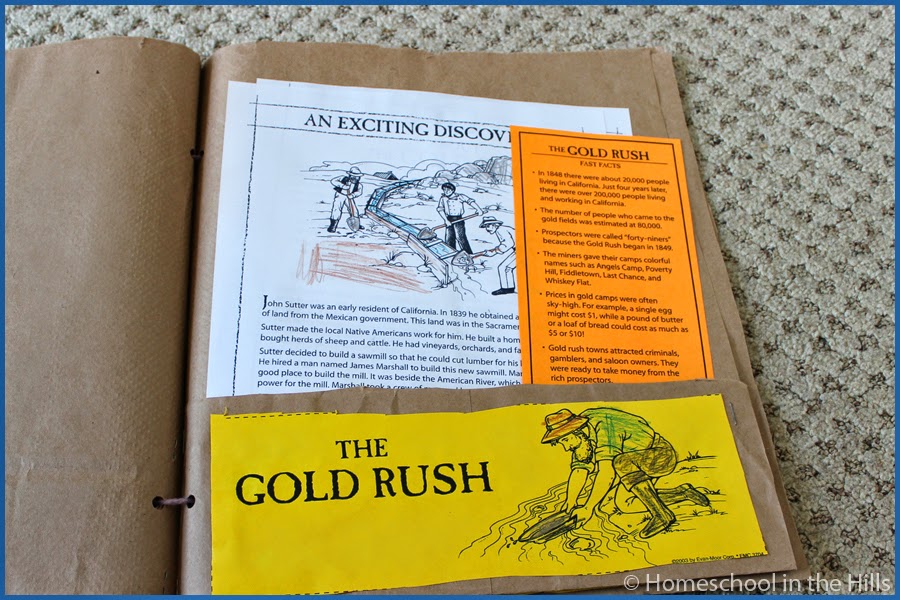 AN EXCITING DISCOV
John Sutter was an early resident of California. In 1839 he obtained a
of land from the Mexican government. This land was in the Sacramen
Sutter made the local Native Americans work for him. He built a hom
bought herds of sheep and cattle. He had vineyards, orchards, and fa
Sutter decided to build a sawmill so that he could cut lumber for his
He hired a man named James Marshall to build this new sawmill. Mar
good place to build the mill. It was beside the American River, which
power for the mill. Marshall took a crew of
THE GOLD RUSH
FAST FACTS
• In 1848 there were about 20,000 people
living in California. Just four years later,
there were over 200,000 people living
and working in California.
• The number of people who came to the
gold fields was estimated at 80,000.
• Prospectors were called "forty-niners"
because the Gold Rush began in 1849.
• The miners gave their camps colorful
names such as Angels Camp, Poverty
Hill, Fiddletown, Last Chance, and
Whiskey Flat.
• Prices in gold camps were often
sky-high. For example, a single egg
might cost $1, while a pound of butter
or a loaf of bread could cost as much as
$5 or $10!
• Gold rush towns attracted criminals,
gamblers, and saloon owners. They
were ready to take money from the
rich prospectors.
THE
GOLD RUSH
©2003 by Evan-Moor Corp. • EMC 3704
© Homeschool in the Hills